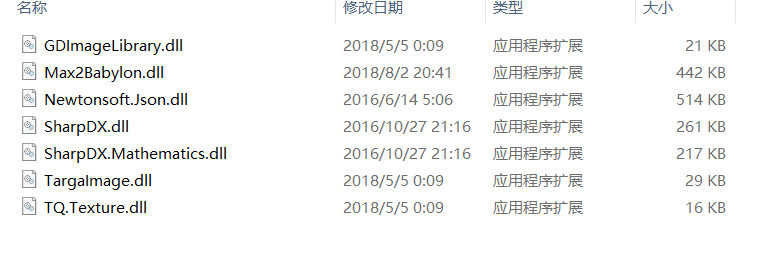 名称 修改日期 类型 大小
GDImageLibrary.dll 2018/5/5 0:09 应用程序扩展 21 KB
Max2Babylon.dll 2018/8/2 20:41 应用程序扩展 442 KB
Newtonsoft.Json.dll 2016/6/14 5:06 应用程序扩展 514 KB
SharpDX.dll 2016/10/27 21:16 应用程序扩展 261 KB
SharpDX.Mathematics.dll 2016/10/27 21:16 应用程序扩展 217 KB
TargaImage.dll 2018/5/5 0:09 应用程序扩展 29 KB
TQ.Texture.dll 2018/5/5 0:09 应用程序扩展 16 KB